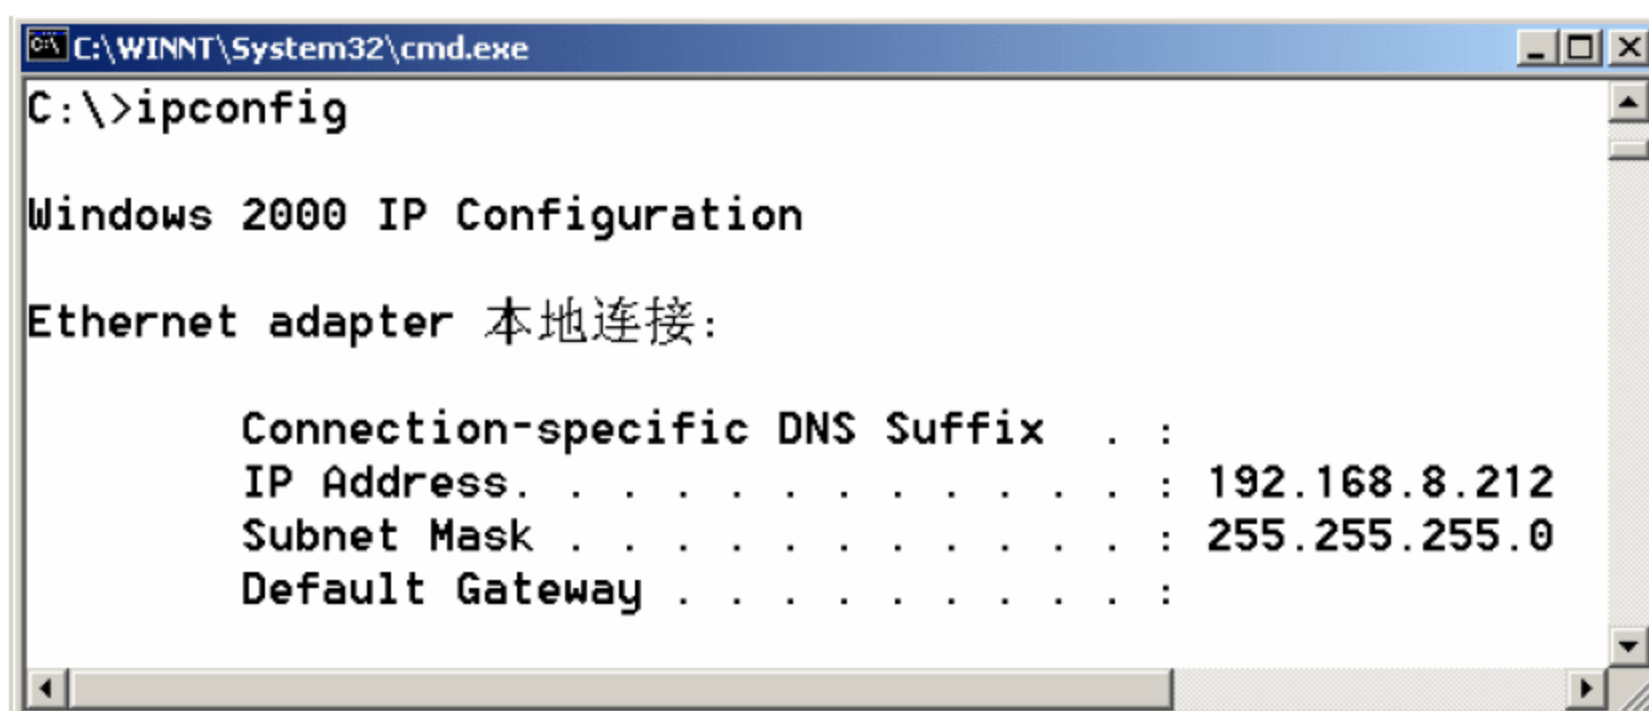 C:\WINNT\System32\cmd.exe
C:\>ipconfig
Windows 2000 IP Configuration
Ethernet adapter 本地连接:
Connection-specific DNS Suffix  . :
IP Address. . . . . . . . . . . . : 192.168.8.212
Subnet Mask . . . . . . . . . . . : 255.255.255.0
Default Gateway . . . . . . . . . :